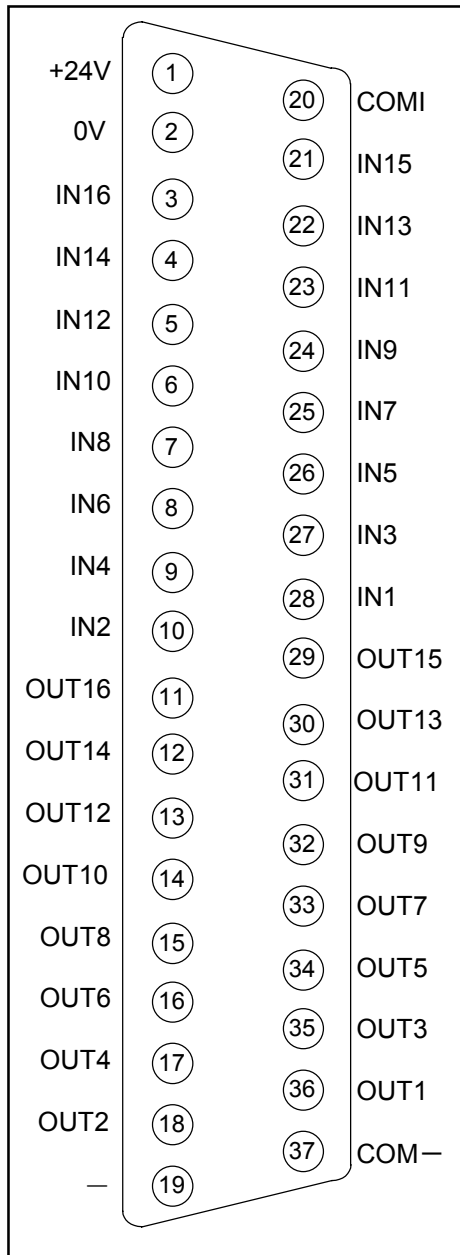 +24V 1
20 COMI
0V 2
21 IN15
IN16 3
22 IN13
IN14 4
23 IN11
IN12 5
24 IN9
IN10 6
25 IN7
IN8 7
26 IN5
IN6 8
27 IN3
IN4 9
28 IN1
IN2 10
29 OUT15
OUT16 11
30 OUT13
OUT14 12
31 OUT11
OUT12 13
32 OUT9
OUT10 14
33 OUT7
OUT8 15
34 OUT5
OUT6 16
35 OUT3
OUT4 17
36 OUT1
OUT2 18
37 COM－
－ 19